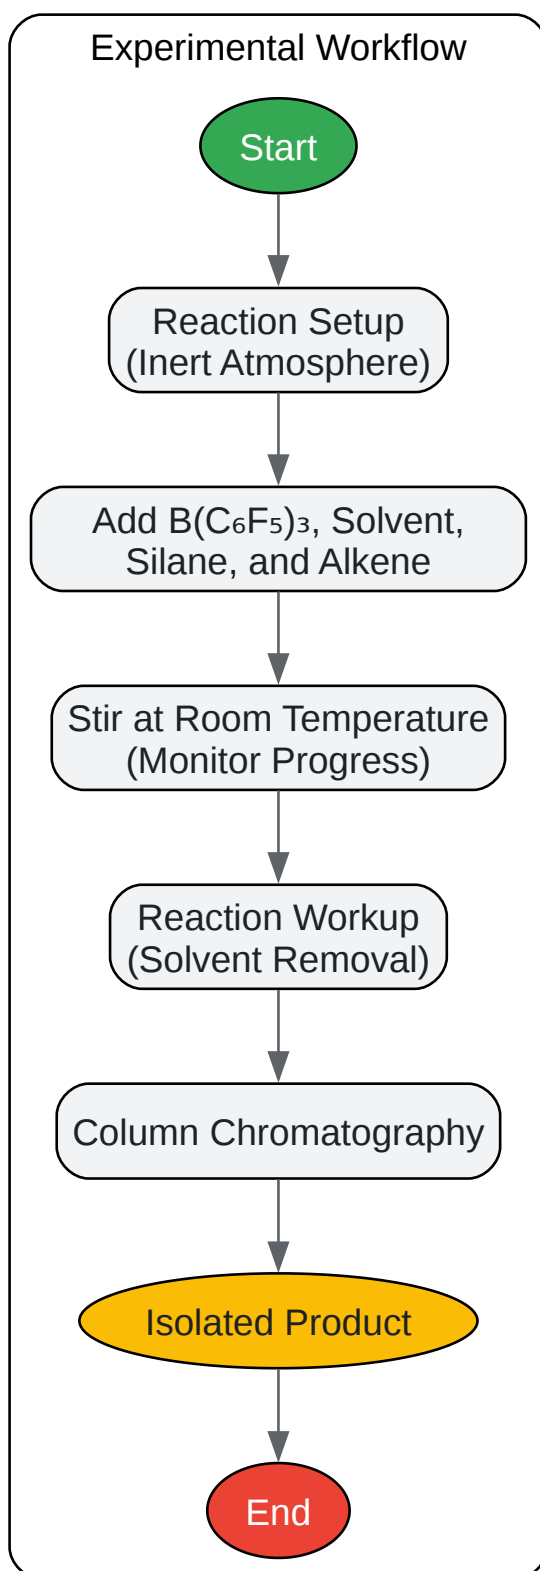 Experimental Workflow
Start
Reaction Setup
(Inert Atmosphere)
Add B(C₆F₅)₃, Solvent,
Silane, and Alkene
Stir at Room Temperature
(Monitor Progress)
Reaction Workup
(Solvent Removal)
Column Chromatography
Isolated Product
End